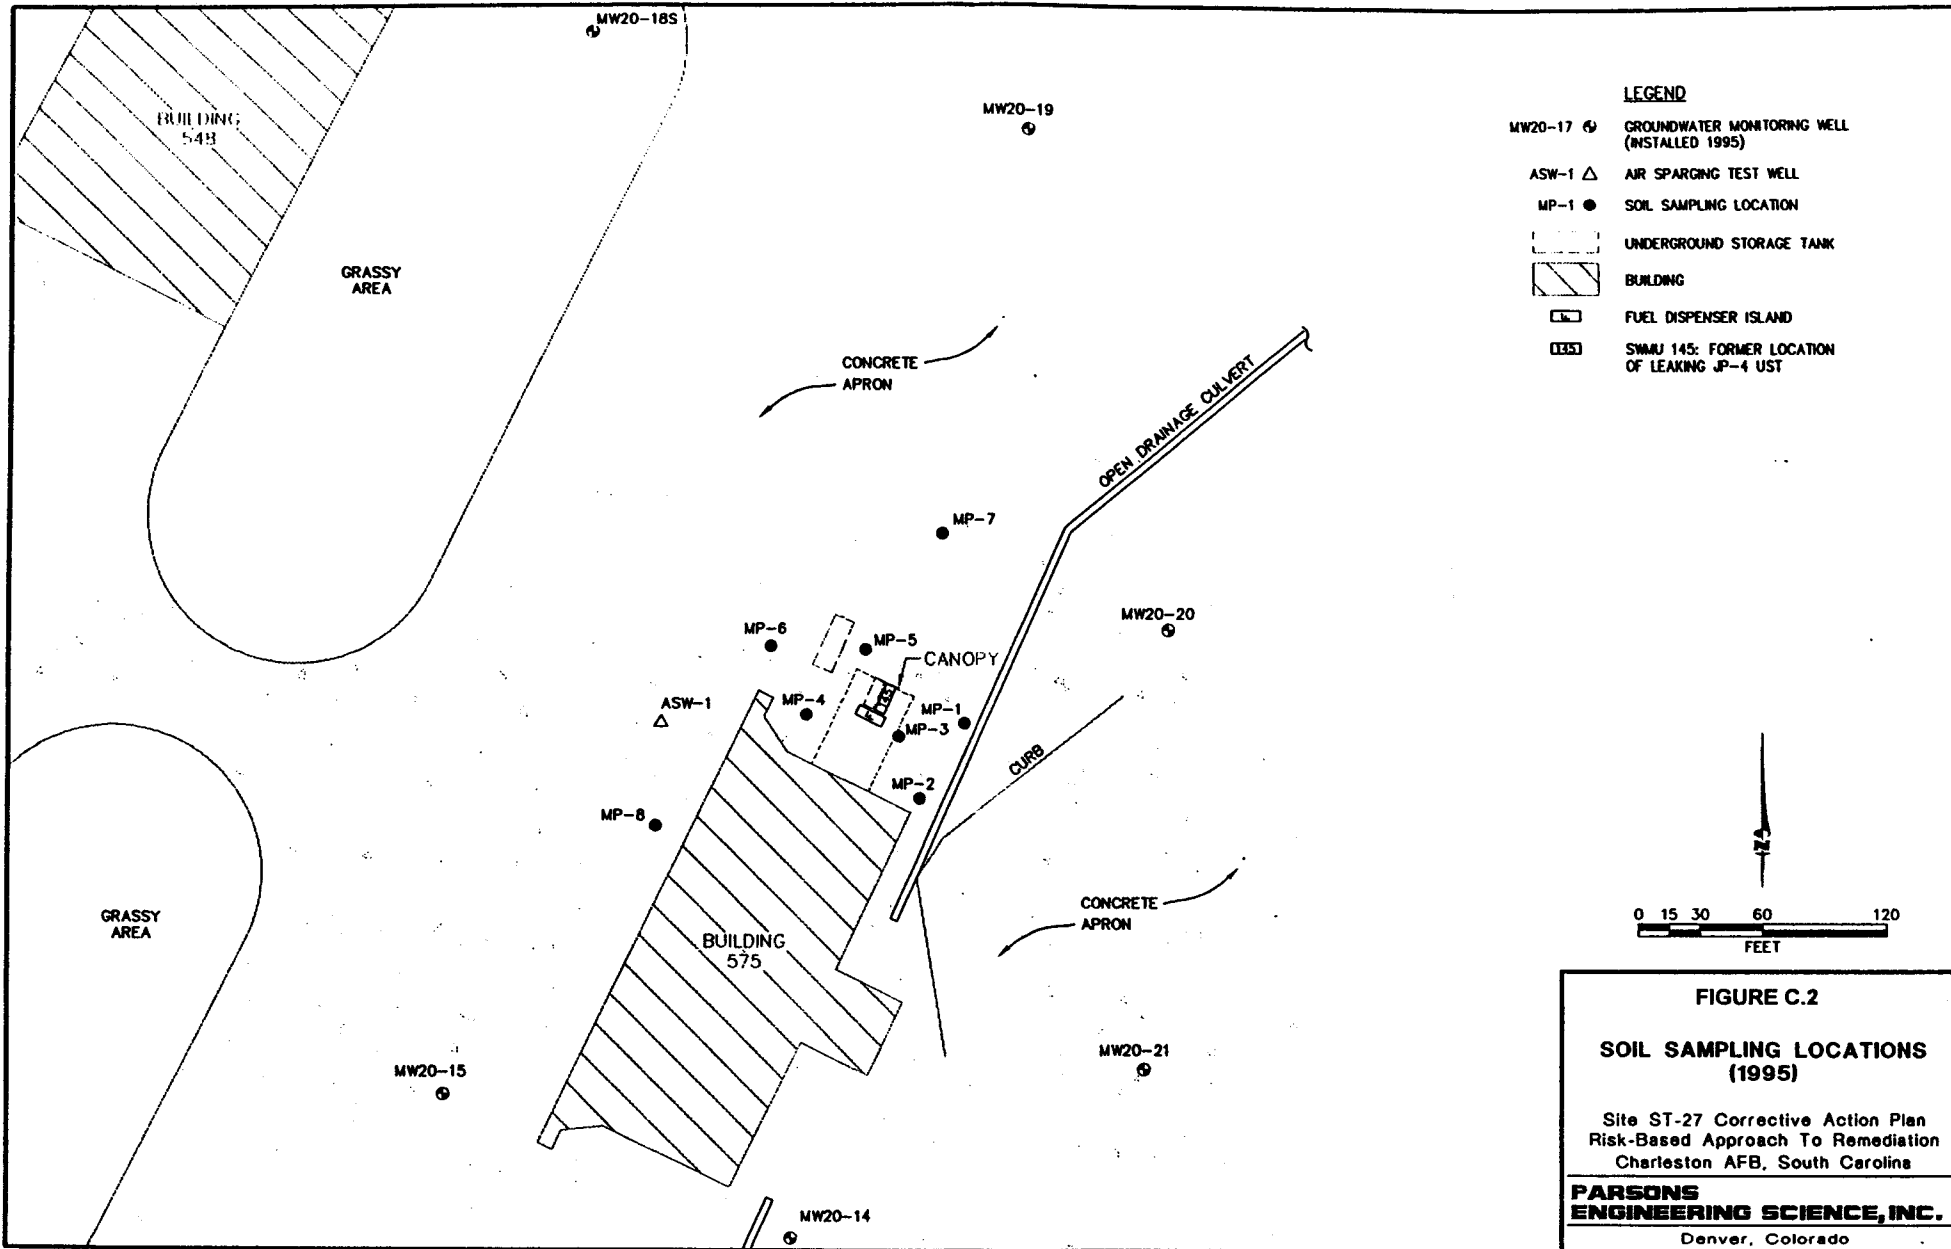 MW20-18S
BUILDING
548
MW20-19
GRASSY
AREA
CONCRETE
APRON
OPEN DRAINAGE CULVERT
MP-7
MW20-20
MP-6
MP-5
CANOPY
ASW-1
MP-4
145
MP-1
MP-3
CURB
MP-2
MP-8
GRASSY
AREA
BUILDING
575
CONCRETE
APRON
MW20-15
MW20-21
MW20-14
LEGEND
MW20-17 GROUNDWATER MONITORING WELL
(INSTALLED 1995)
ASW-1 AIR SPARGING TEST WELL
MP-1 SOIL SAMPLING LOCATION
UNDERGROUND STORAGE TANK
BUILDING
FUEL DISPENSER ISLAND
145 SWMU 145: FORMER LOCATION
OF LEAKING JP-4 UST
N
0 15 30 60 120
FEET
FIGURE C.2
SOIL SAMPLING LOCATIONS
(1995)
Site ST-27 Corrective Action Plan
Risk-Based Approach To Remediation
Charleston AFB, South Carolina
PARSONS
ENGINEERING SCIENCE, INC.
Denver, Colorado